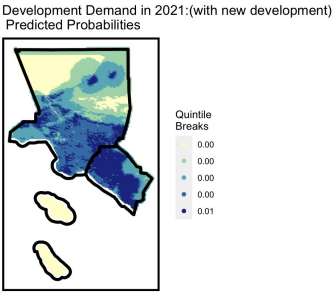 Development Demand in 2021:(with new development)
Predicted Probabilities
Quintile
Breaks
0.00
0.00
0.00
0.00
0.01